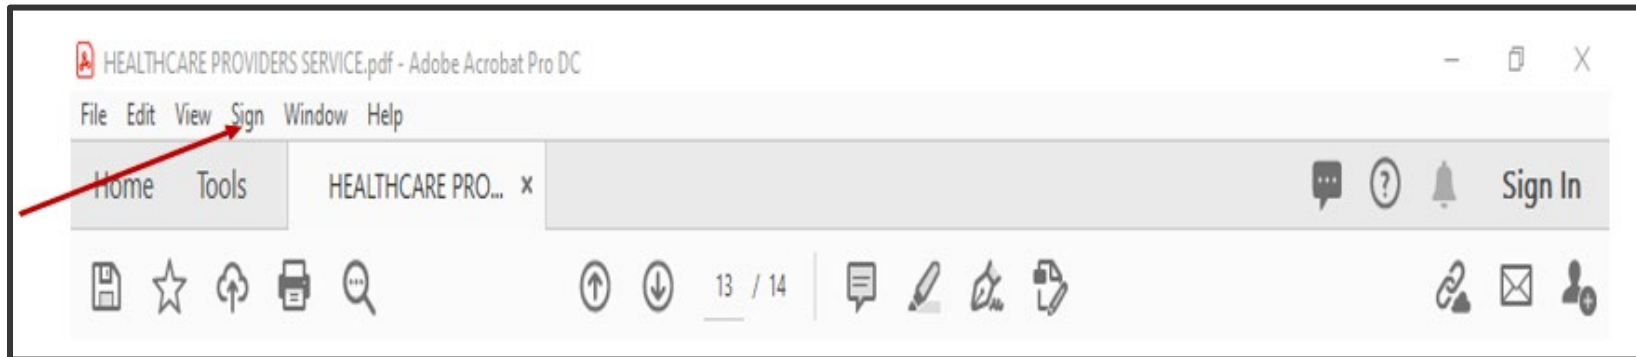 HEALTHCARE PROVIDERS SERVICE.pdf - Adobe Acrobat Pro DC
File Edit View Sign Window Help
Home Tools HEALTHCARE PRO... × Sign In
13 / 14